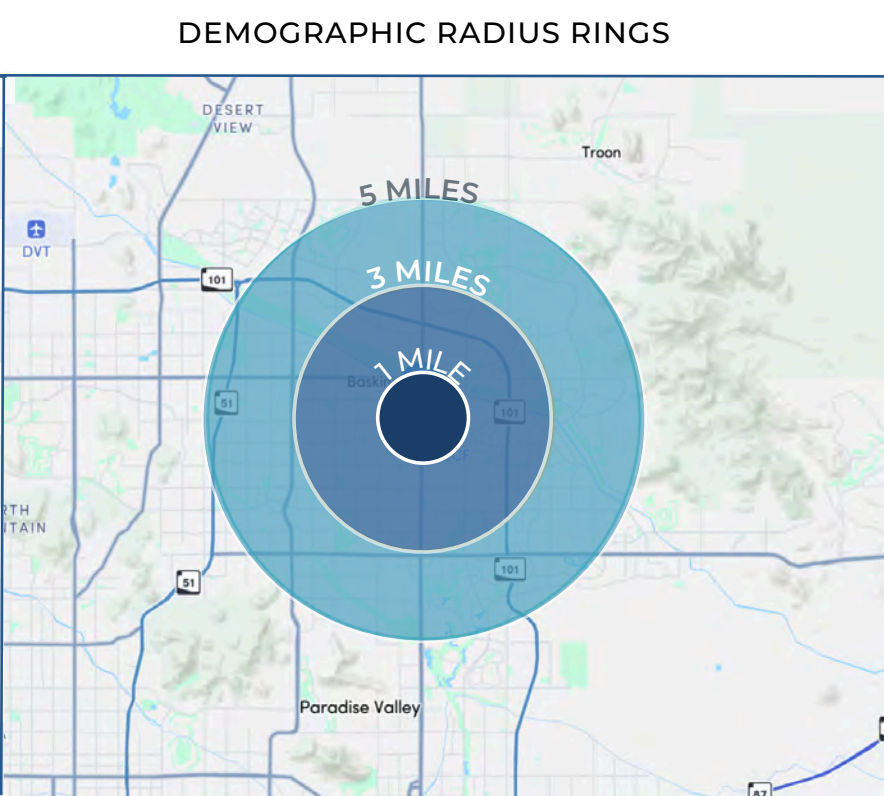 DEMOGRAPHIC RADIUS RINGS
DESERT
VIEW
Troon
5 MILES
DVT
3 MILES
101
1 MILE
51
101
RTH
NTAIN
101
51
Paradise Valley
87